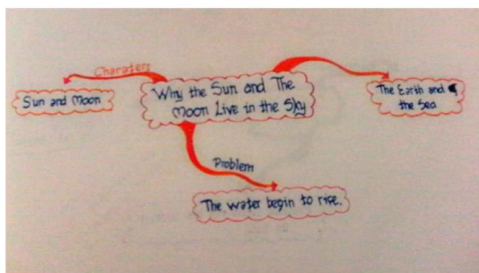 Charaters
Sun and Moon
Why the Sun and The
Moon Live in the Sky
The Earth and
the Sea
Problem
The water begin to rise.